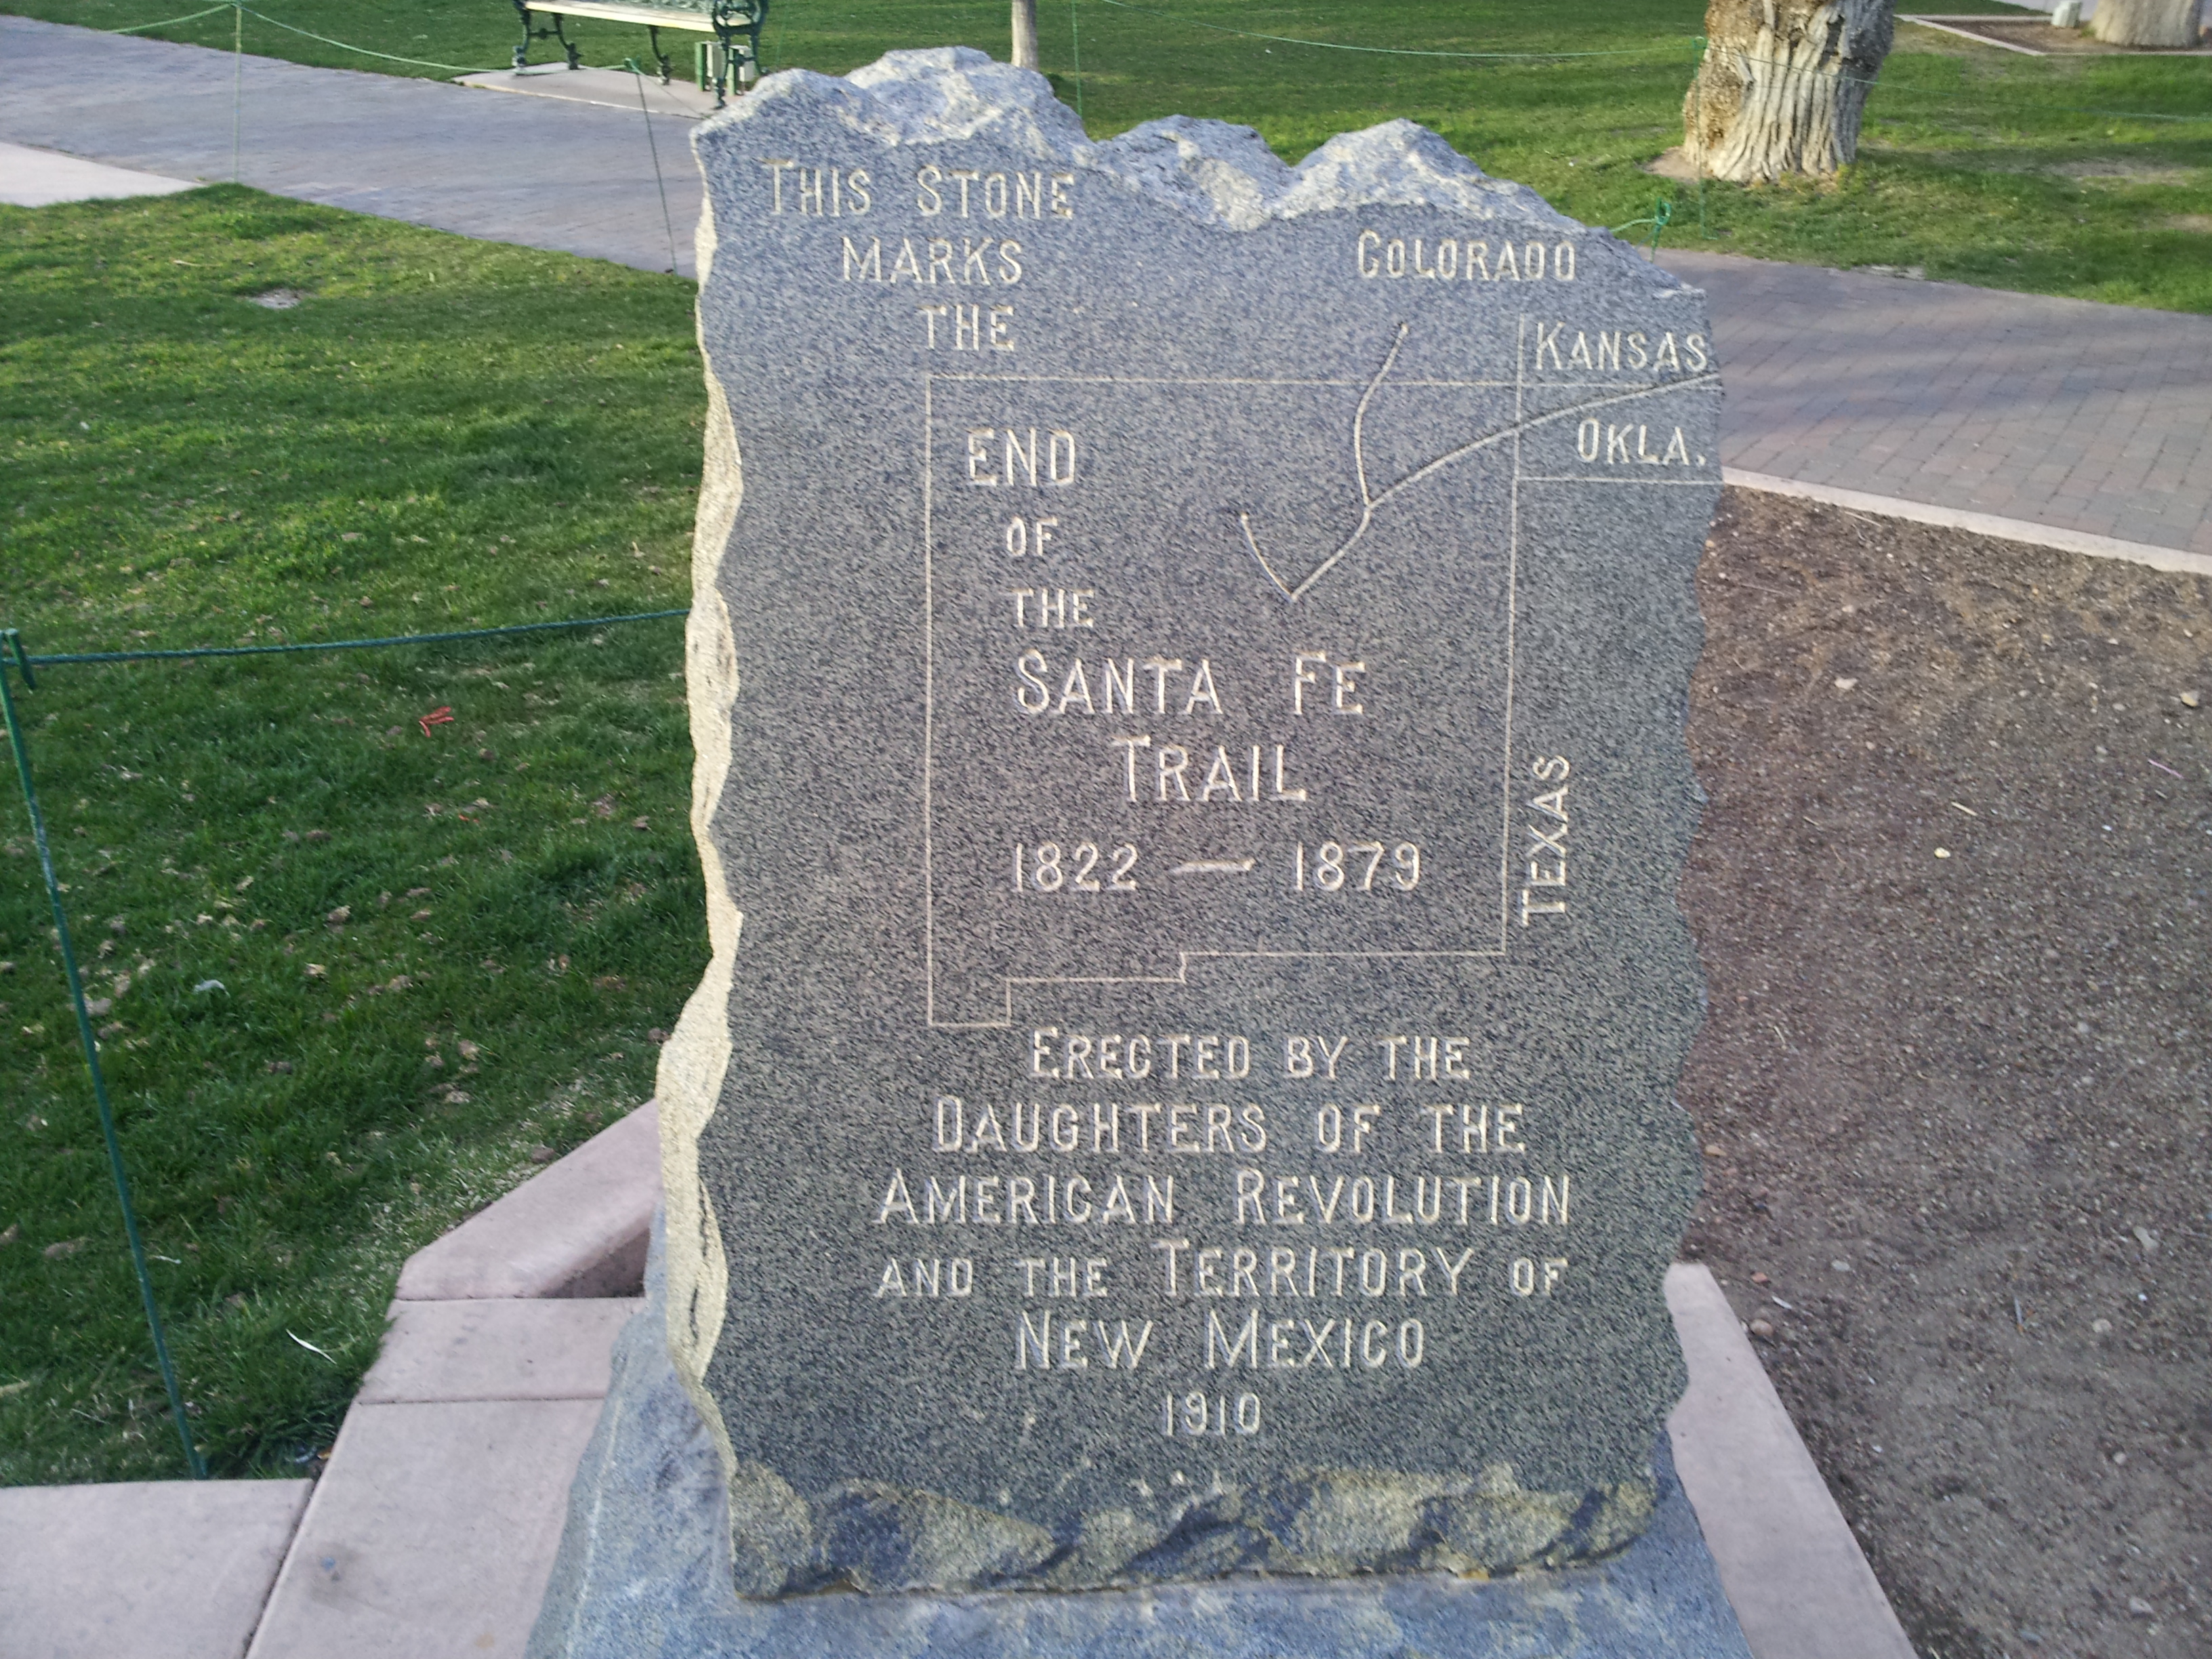 THIS STONE
MARKS
THE
COLORADO
KANSAS
OKLA.
END
OF
THE
SANTA FE
TRAIL
1822 — 1879
TEXAS
ERECTED BY THE
DAUGHTERS OF THE
AMERICAN REVOLUTION
AND THE TERRITORY OF
NEW MEXICO
1910